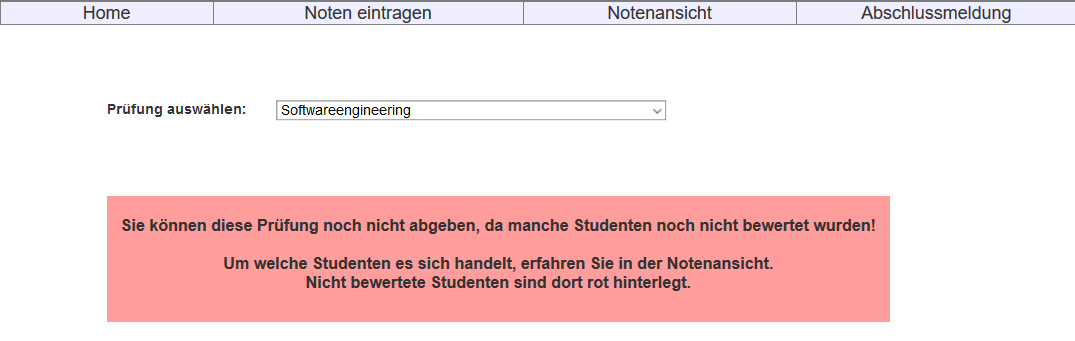 Home Noten eintragen Notenansicht Abschlussmeldung
Prüfung auswählen: Softwareengineering
Sie können diese Prüfung noch nicht abgeben, da manche Studenten noch nicht bewertet wurden!
Um welche Studenten es sich handelt, erfahren Sie in der Notenansicht.
Nicht bewertete Studenten sind dort rot hinterlegt.